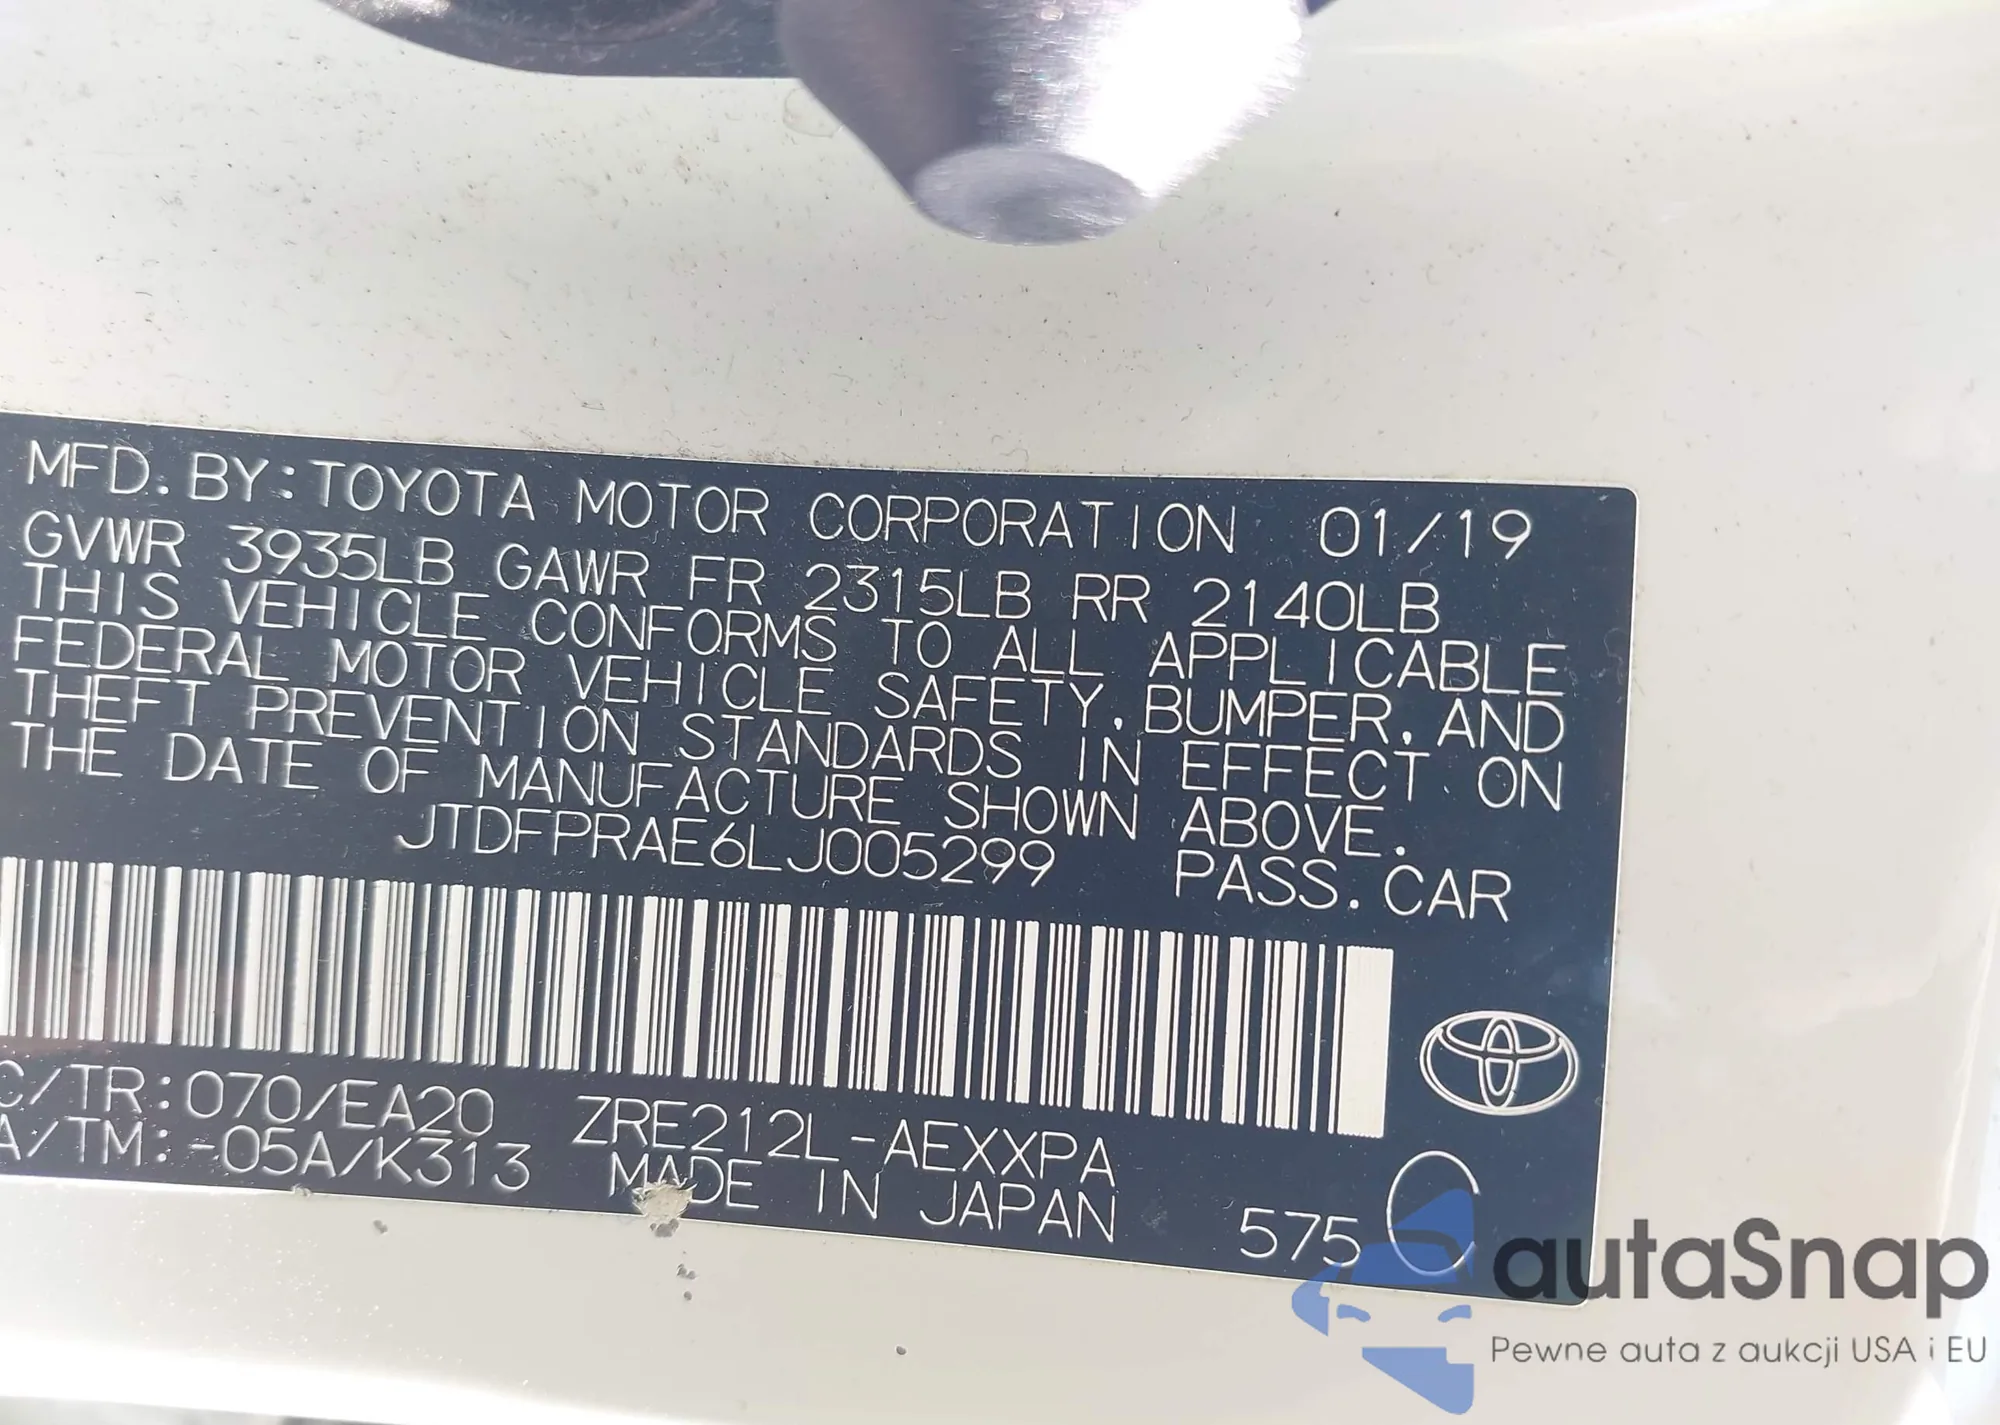 MFD. BY: TOYOTA MOTOR CORPORATION 01/19
GVWR 3935LB GAWR FR 2315LB RR 2140LB
THIS VEHICLE CONFORMS TO ALL APPLICABLE
FEDERAL MOTOR VEHICLE SAFETY, BUMPER, AND
THEFT PREVENTION STANDARDS IN EFFECT ON
THE DATE OF MANUFACTURE SHOWN ABOVE.
JTDFPRAE6LJ005299 PASS. CAR
C/TR:070/EA20 ZRE212L-AEXXPA
A/TM:-05A/K313 MADE IN JAPAN 575 C
autaSnap
Pewne auta z aukcji USA i EU